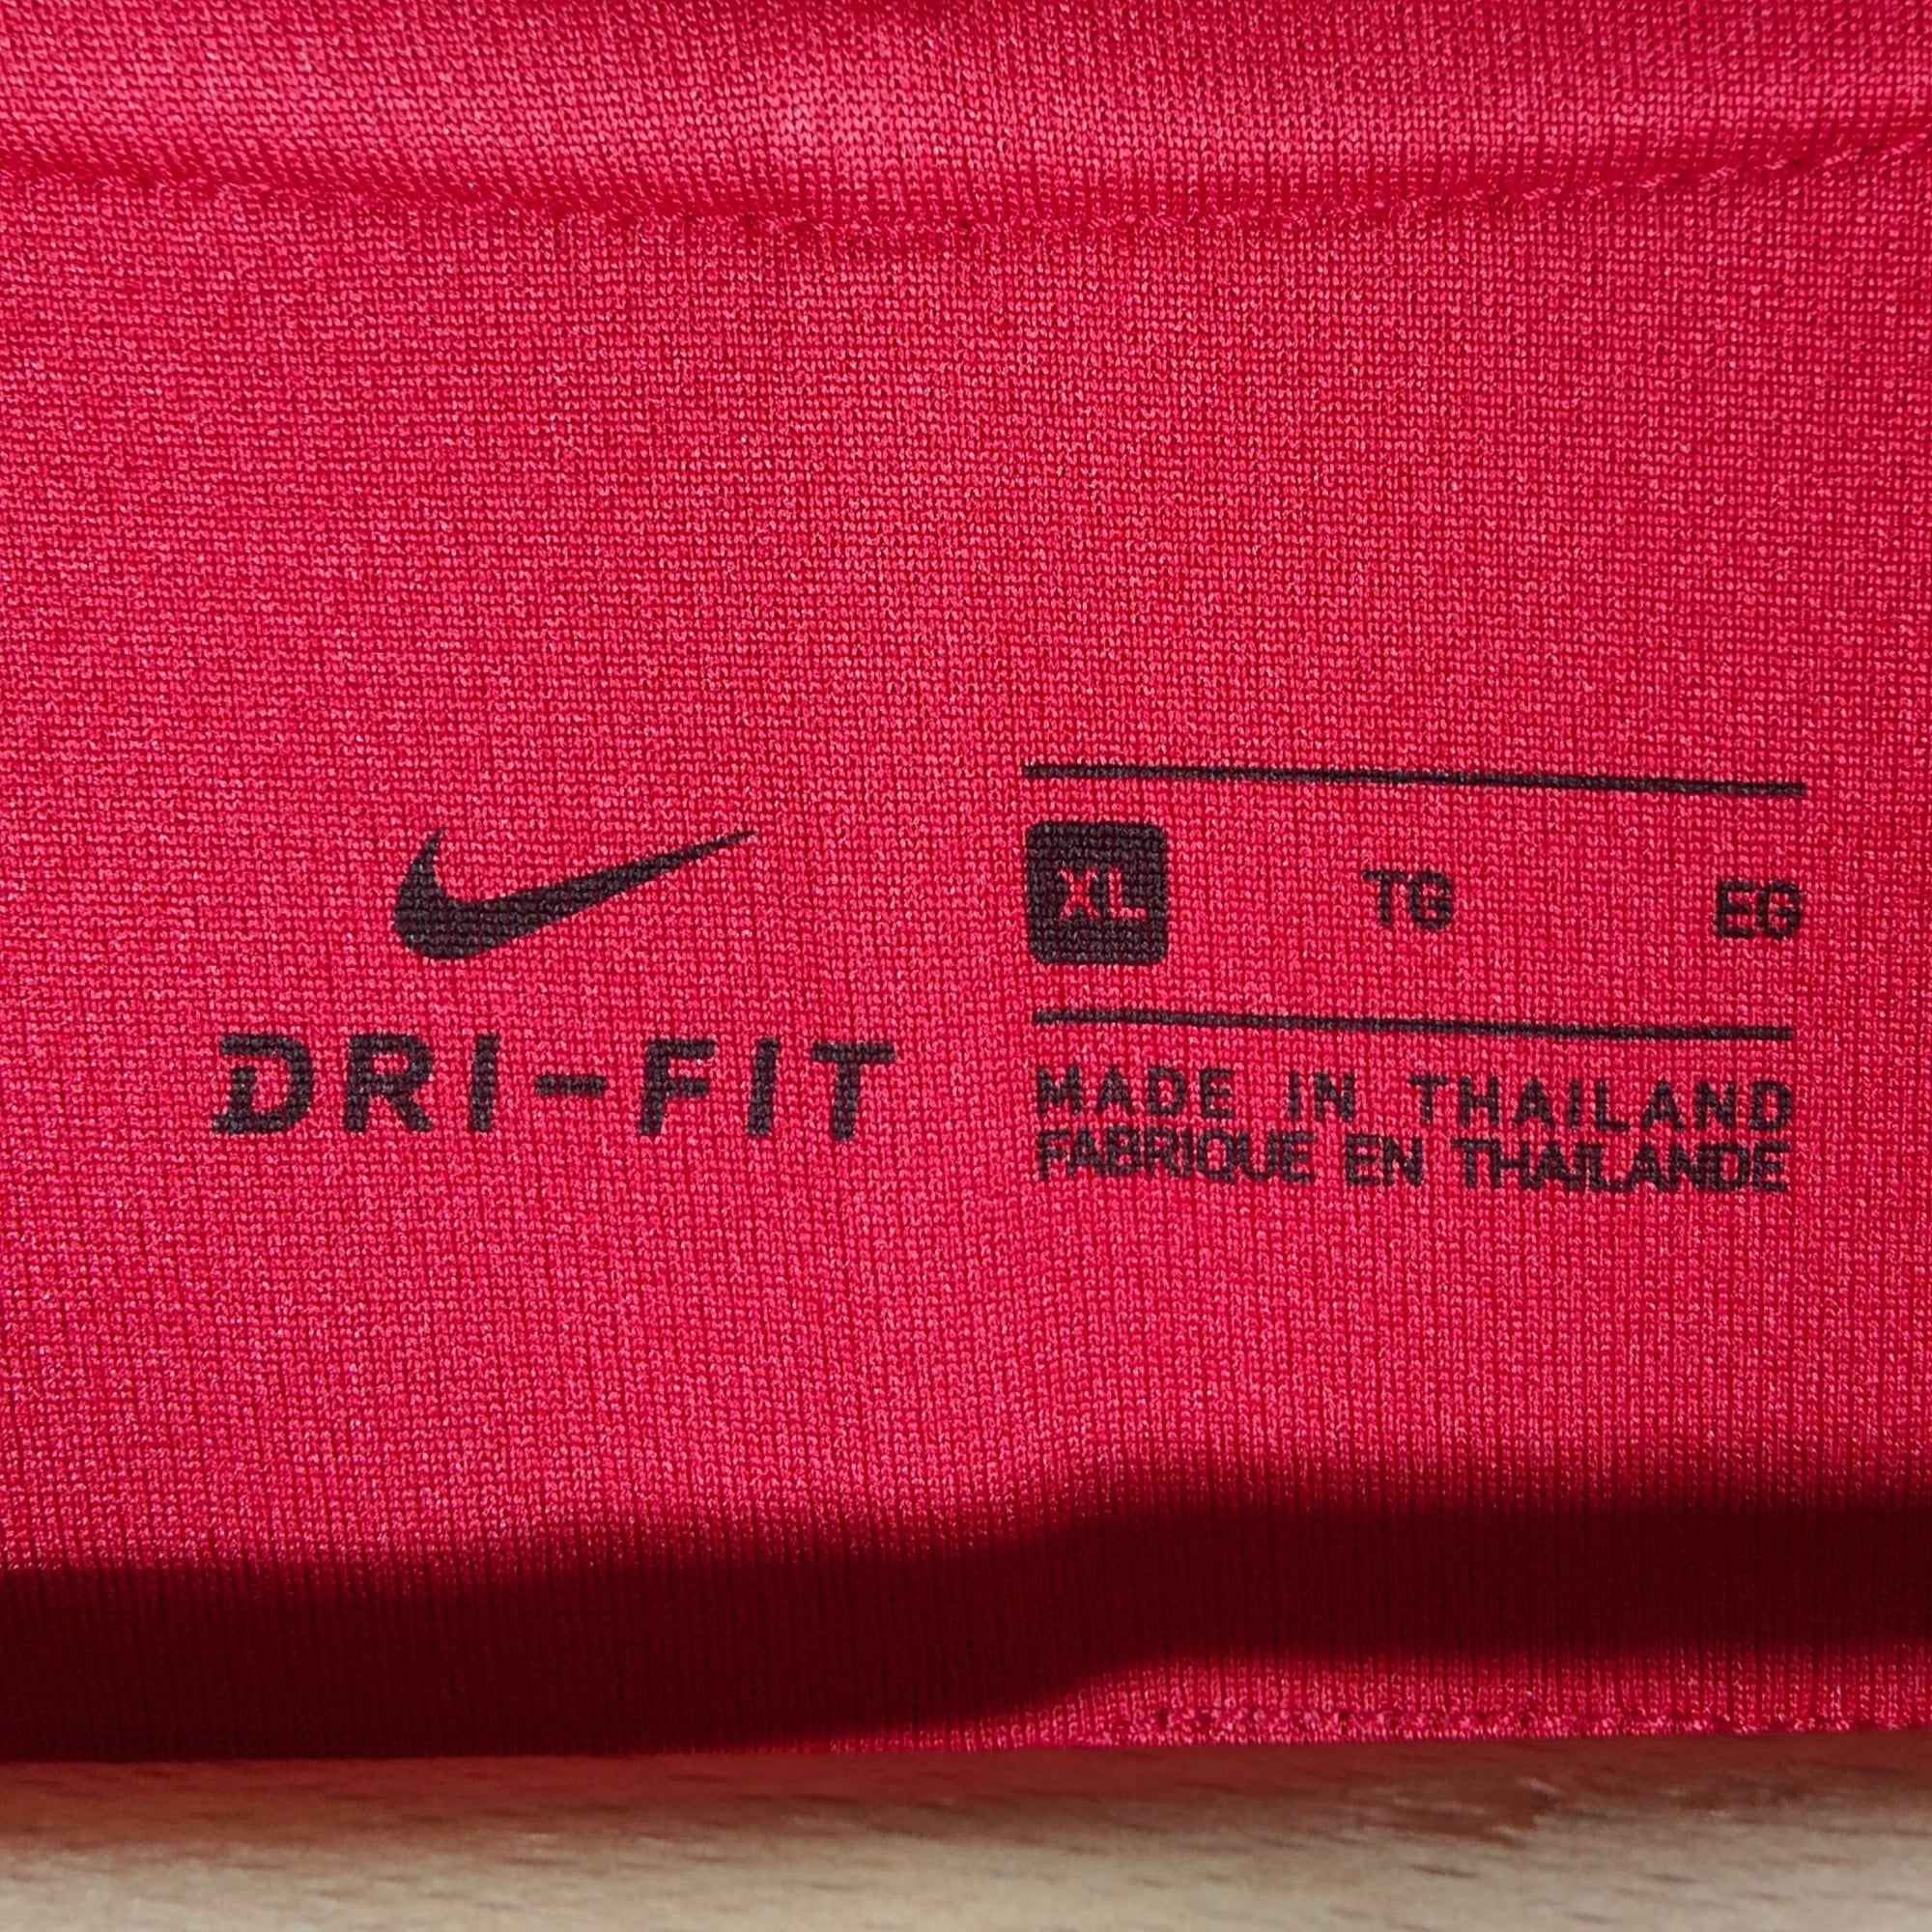 DRI-FIT
XL TG EG
MADE IN THAILAND
FABRIQUE EN THAILANDE